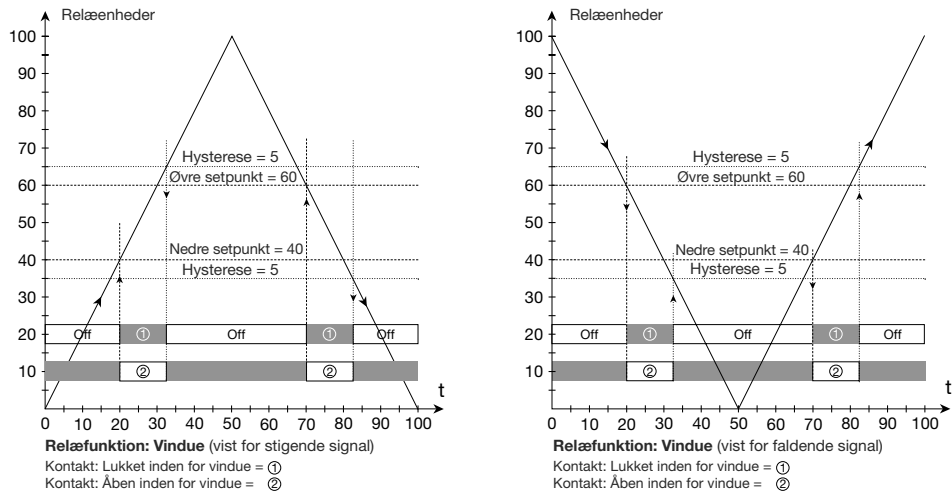 Relæenheder
100
90
80
70
60
50
40
30
20
10
Hysterese = 5
Øvre setpunkt = 60
Nedre setpunkt = 40
Hysterese = 5
Off ① Off ① Off
② ②
t
0 10 20 30 40 50 60 70 80 90 100
Relæfunktion: Vindue (vist for stigende signal)
Kontakt: Lukket inden for vindue = ①
Kontakt: Åben inden for vindue = ②
Relæenheder
100
90
80
70
60
50
40
30
20
10
Hysterese = 5
Øvre setpunkt = 60
Nedre setpunkt = 40
Hysterese = 5
Off ① Off ① Off
② ②
t
0 10 20 30 40 50 60 70 80 90 100
Relæfunktion: Vindue (vist for faldende signal)
Kontakt: Lukket inden for vindue = ①
Kontakt: Åben inden for vindue = ②